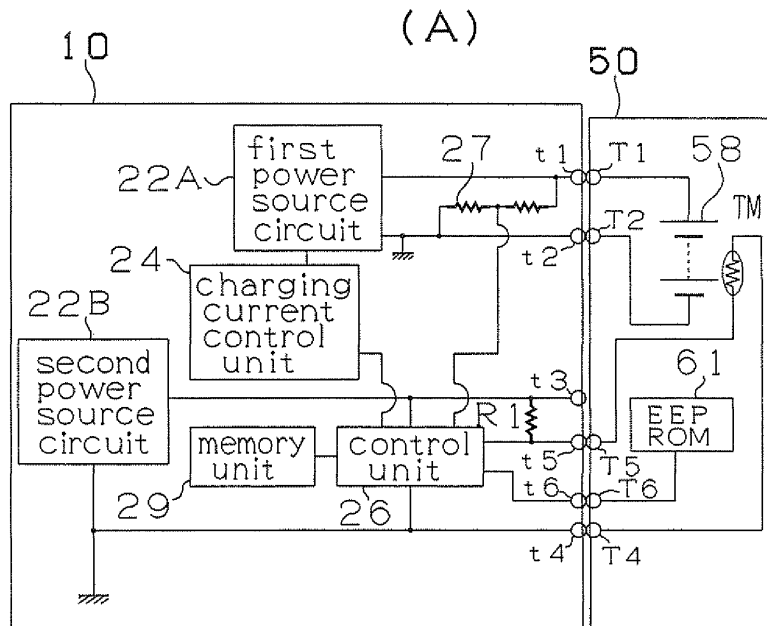 (A)
10
50
first
power
source
circuit
22A
27
t1
T1
58
TM
t2
T2
24
charging
current
control
unit
22B
second
power
source
circuit
t3
R1
61
EEP
ROM
memory
unit
control
unit
t5
T5
t6
T6
29
26
t4
T4